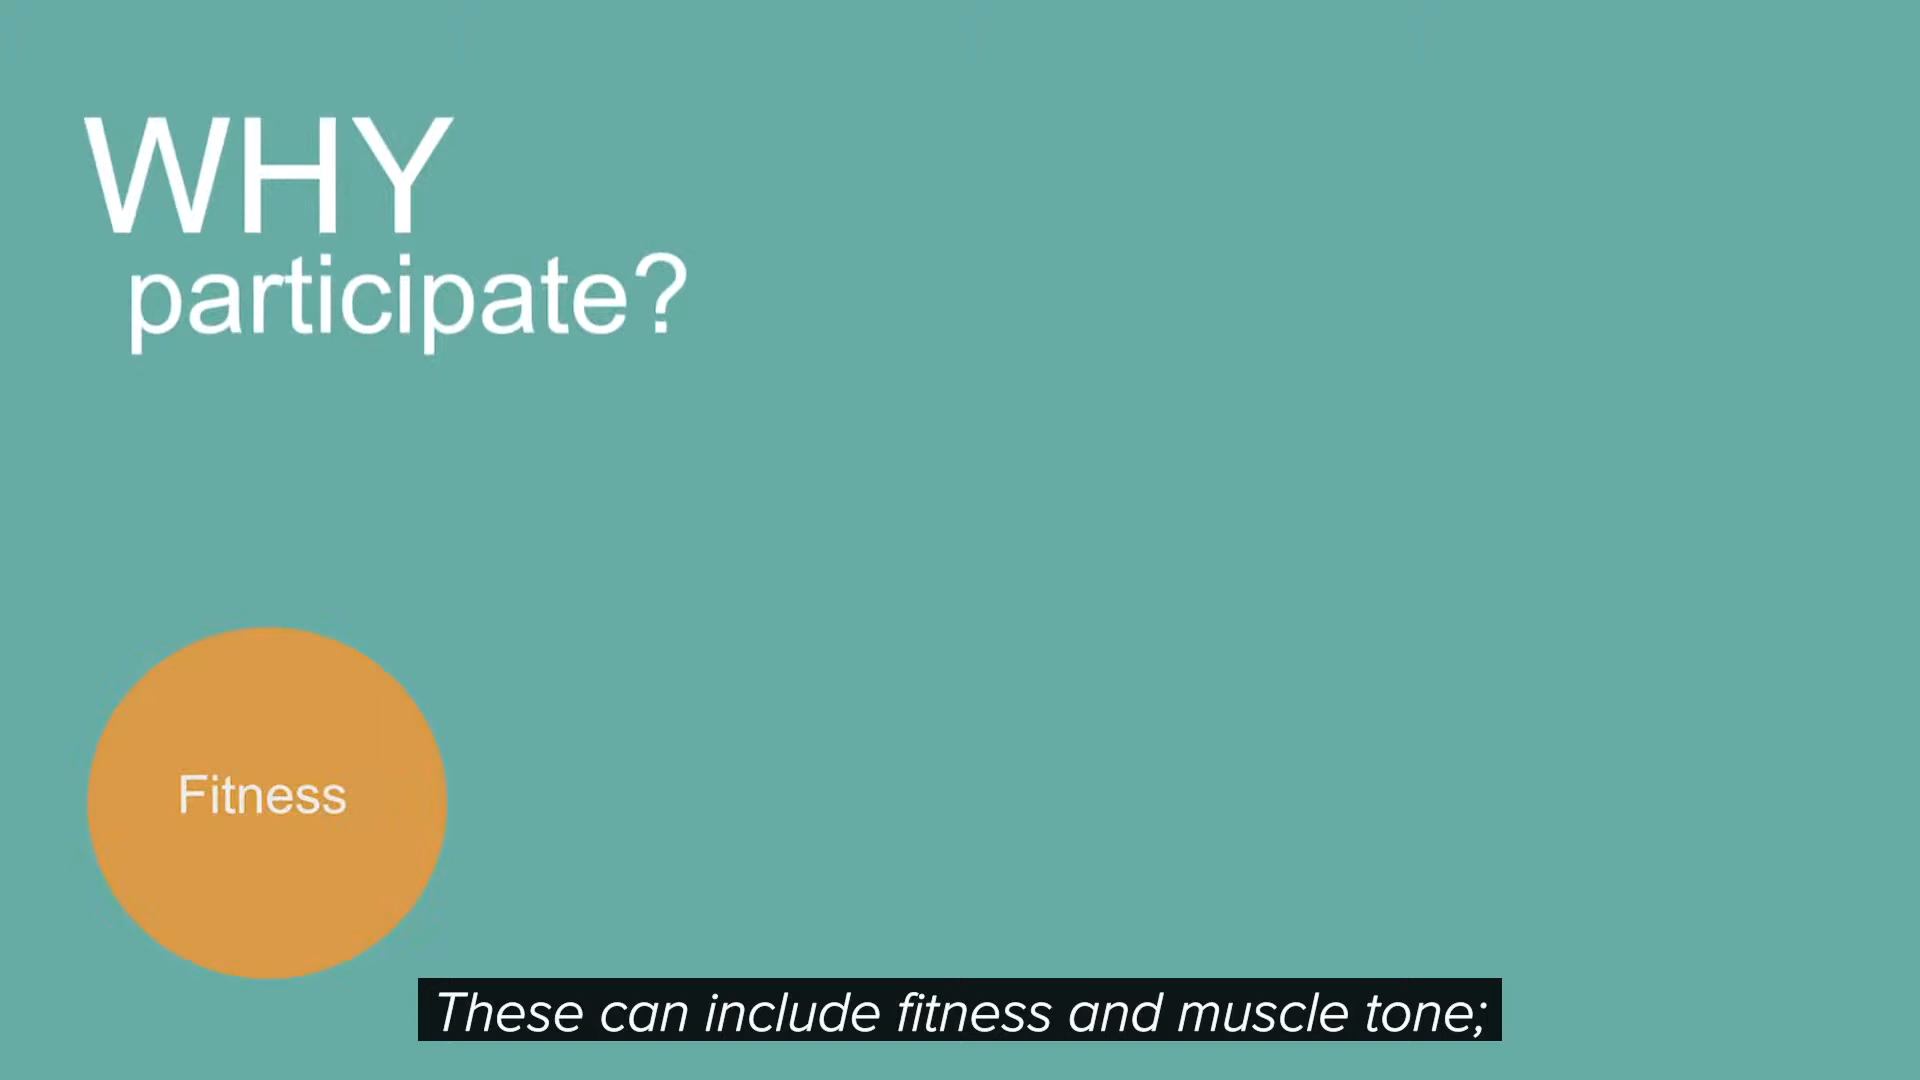 WHY
participate?
Fitness
These can include fitness and muscle tone;